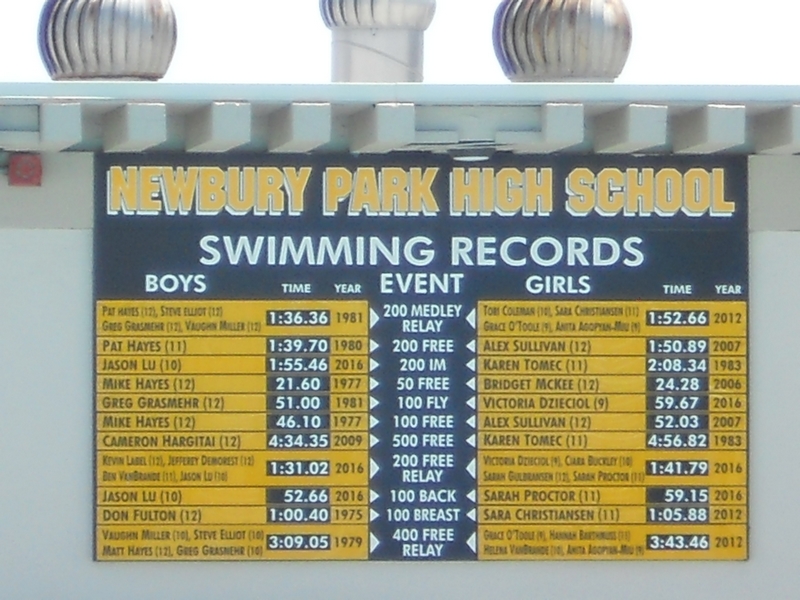 NEWBURY PARK HIGH SCHOOL
SWIMMING RECORDS
BOYS TIME YEAR EVENT GIRLS TIME YEAR
PAT HAYES (12), STEVE ELLIOT (12)
GREG GRASMEHR (12), VAUGHN MILLER (12) 1:36.36 1981 200 MEDLEY RELAY TORI COLEMAN (10), SARA CHRISTIANSEN (11)
GRACE O'TOOLE (9), ANITA AGOPYAN-MIU (9) 1:52.66 2012
PAT HAYES (11) 1:39.70 1980 200 FREE ALEX SULLIVAN (12) 1:50.89 2007
JASON LU (10) 1:55.46 2016 200 IM KAREN TOMEC (11) 2:08.34 1983
MIKE HAYES (12) 21.60 1977 50 FREE BRIDGET MCKEE (12) 24.28 2006
GREG GRASMEHR (12) 51.00 1981 100 FLY VICTORIA DZIECIOL (9) 59.67 2016
MIKE HAYES (12) 46.10 1977 100 FREE ALEX SULLIVAN (12) 52.03 2007
CAMERON HARGITAI (12) 4:34.35 2009 500 FREE KAREN TOMEC (11) 4:56.82 1983
KEVIN LABEL (12), JEFFEREY DEMOREST (12)
BEN VANBRANDE (11), JASON LU (10) 1:31.02 2016 200 FREE RELAY VICTORIA DZIECIOL (9), CIARA BUCKLEY (10)
SARAH GULBRANSEN (12), SARAH PROCTOR (11) 1:41.79 2016
JASON LU (10) 52.66 2016 100 BACK SARAH PROCTOR (11) 59.15 2016
DON FULTON (12) 1:00.40 1975 100 BREAST SARA CHRISTIANSEN (11) 1:05.88 2012
VAUGHN MILLER (10), STEVE ELLIOT (10)
MATT HAYES (12), GREG GRASMEHR (10) 3:09.05 1979 400 FREE RELAY GRACE O'TOOLE (9), HANNAH BARTHMUSS (11)
HELENA VANBRANDE (10), ANITA AGOPYAN-MIU (9) 3:43.46 2012